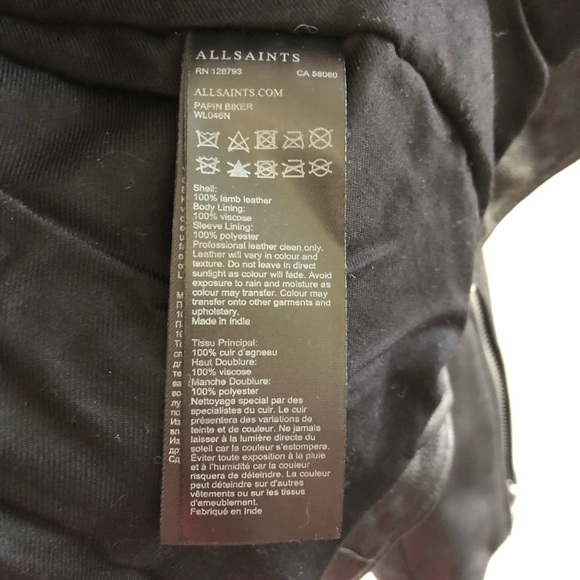 ALLSAINTS
RN 128793 CA 58060
ALLSAINTS.COM
PAPIN BIKER
WL046N
Shell:
100% lamb leather
Body Lining:
100% viscose
Sleeve Lining:
100% polyester
Professional leather clean only.
Leather will vary in colour and
texture. Do not leave in direct
sunlight as colour will fade. Avoid
exposure to rain and moisture as
colour may transfer. Colour may
transfer onto other garments and
upholstery.
Made in India
Tissu Principal:
100% cuir d'agneau
Haut Doublure:
100% viscose
Manche Doublure:
100% polyester
Nettoyage special par des
specialistes du cuir. Le cuir
présentera des variations de
teinte et de couleur. Ne jamais
laisser à la lumière directe du
soleil car la couleur s'estompera.
Éviter toute exposition à la pluie
et à l'humidité car la couleur
risquera de déteindre. La couleur
peut déteindre sur d'autres
vêtements ou sur les tissus
d'ameublement.
Fabriqué en Inde